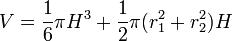 V = \frac{1}{6} \pi H^3 + \frac{1}{2} \pi (r_1^2 + r_2^2) H